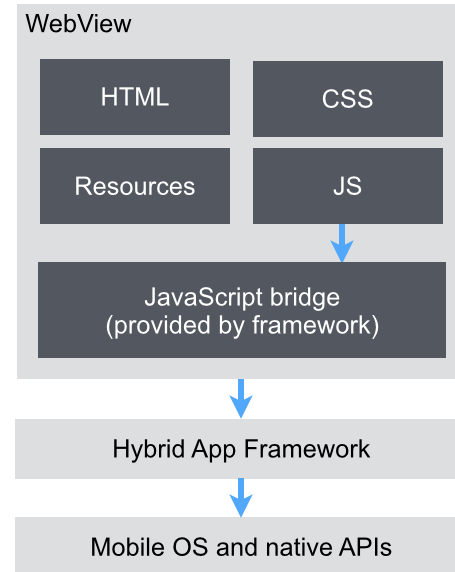 WebView
HTML
CSS
Resources
JS
JavaScript bridge
(provided by framework)
Hybrid App Framework
Mobile OS and native APIs